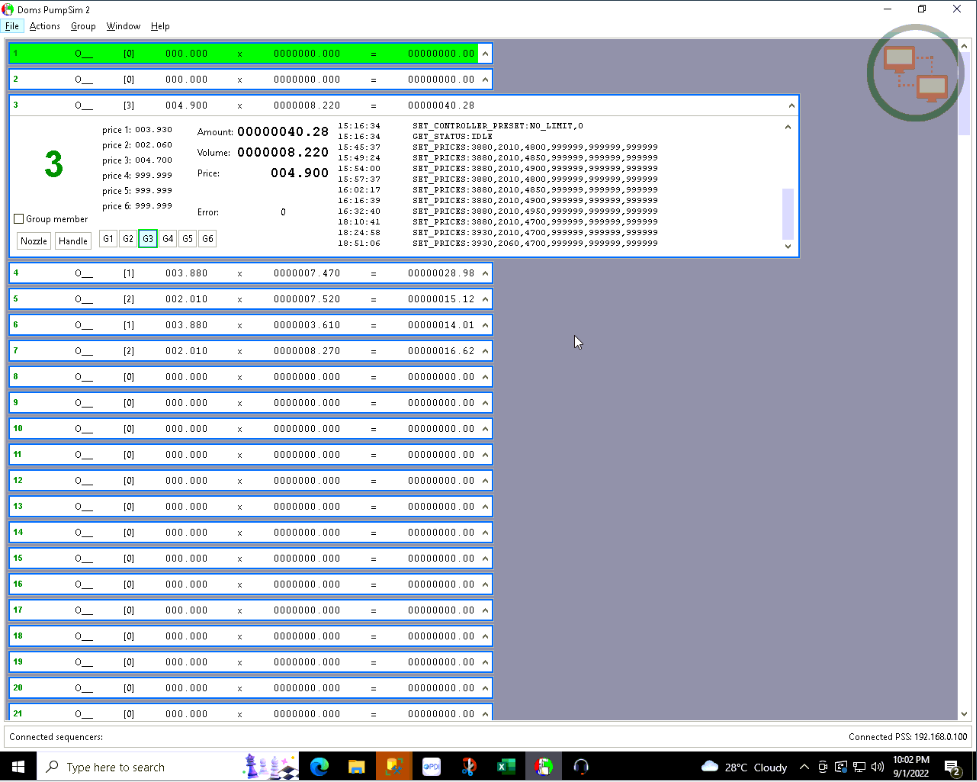 Doms PumpSim 2
File Actions Group Window Help
1 O__ [0] 000.000 x 0000000.000 = 00000000.00
2 O__ [0] 000.000 x 0000000.000 = 00000000.00
3 O__ [3] 004.900 x 0000008.220 = 00000040.28
3
price 1: 003.930
price 2: 002.060
price 3: 004.700
price 4: 999.999
price 5: 999.999
price 6: 999.999
Group member
Nozzle Handle G1 G2 G3 G4 G5 G6
Amount: 00000040.28
Volume: 0000008.220
Price: 004.900
Error: 0
15:16:34 SET_CONTROLLER_PRESET:NO_LIMIT,0
15:16:34 GET_STATUS:IDLE
15:45:37 SET_PRICES:3880,2010,4800,999999,999999,999999
15:49:24 SET_PRICES:3880,2010,4850,999999,999999,999999
15:54:00 SET_PRICES:3880,2010,4900,999999,999999,999999
15:57:37 SET_PRICES:3880,2010,4800,999999,999999,999999
16:02:17 SET_PRICES:3880,2010,4850,999999,999999,999999
16:16:39 SET_PRICES:3880,2010,4900,999999,999999,999999
16:32:40 SET_PRICES:3880,2010,4950,999999,999999,999999
18:10:41 SET_PRICES:3880,2010,4700,999999,999999,999999
18:24:58 SET_PRICES:3930,2010,4700,999999,999999,999999
18:51:06 SET_PRICES:3930,2060,4700,999999,999999,999999
4 O__ [1] 003.880 x 0000007.470 = 00000028.98
5 O__ [2] 002.010 x 0000007.520 = 00000015.12
6 O__ [1] 003.880 x 0000003.610 = 00000014.01
7 O__ [2] 002.010 x 0000008.270 = 00000016.62
8 O__ [0] 000.000 x 0000000.000 = 00000000.00
9 O__ [0] 000.000 x 0000000.000 = 00000000.00
10 O__ [0] 000.000 x 0000000.000 = 00000000.00
11 O__ [0] 000.000 x 0000000.000 = 00000000.00
12 O__ [0] 000.000 x 0000000.000 = 00000000.00
13 O__ [0] 000.000 x 0000000.000 = 00000000.00
14 O__ [0] 000.000 x 0000000.000 = 00000000.00
15 O__ [0] 000.000 x 0000000.000 = 00000000.00
16 O__ [0] 000.000 x 0000000.000 = 00000000.00
17 O__ [0] 000.000 x 0000000.000 = 00000000.00
18 O__ [0] 000.000 x 0000000.000 = 00000000.00
19 O__ [0] 000.000 x 0000000.000 = 00000000.00
20 O__ [0] 000.000 x 0000000.000 = 00000000.00
21 O__ [0] 000.000 x 0000000.000 = 00000000.00
Connected sequencers: Connected PSS: 192.168.0.100
Type here to search 28°C Cloudy 10:02 PM
9/1/2022 2